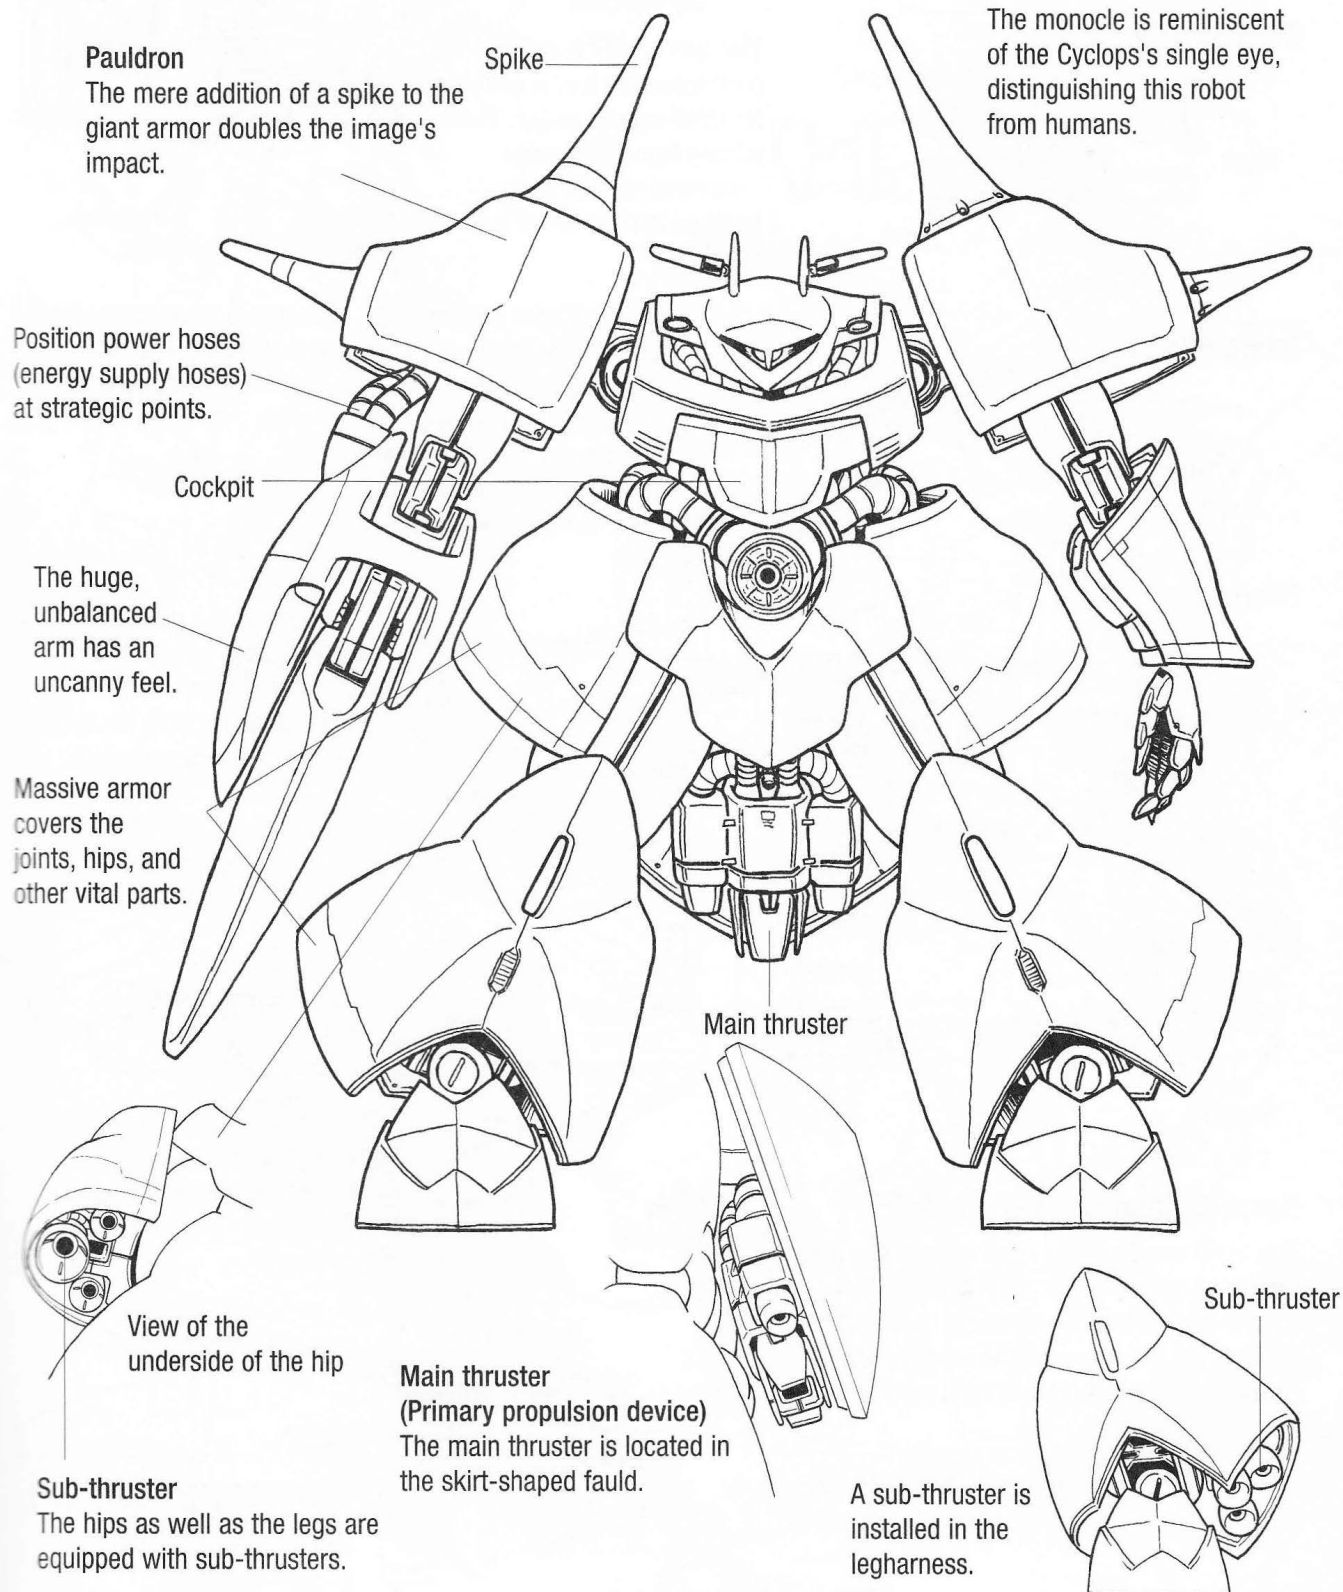 Pauldron
The mere addition of a spike to the
giant armor doubles the image's
impact.
Spike
The monocle is reminiscent
of the Cyclops's single eye,
distinguishing this robot
from humans.
Position power hoses
(energy supply hoses)
at strategic points.
Cockpit
The huge,
unbalanced
arm has an
uncanny feel.
Massive armor
covers the
joints, hips, and
other vital parts.
Main thruster
View of the
underside of the hip
Sub-thruster
The hips as well as the legs are
equipped with sub-thrusters.
Main thruster
(Primary propulsion device)
The main thruster is located in
the skirt-shaped fauld.
Sub-thruster
A sub-thruster is
installed in the
legharness.